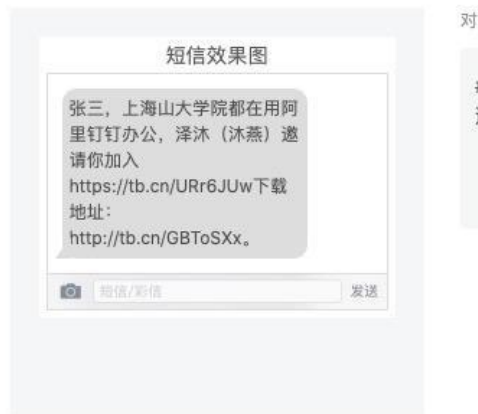 短信效果图
张三，上海山大学院都在用阿
里钉钉办公，泽沐（沐燕）邀
请你加入
https://tb.cn/URr6JUw下载
地址：
http://tb.cn/GBToSXx。
短信/彩信
发送
对